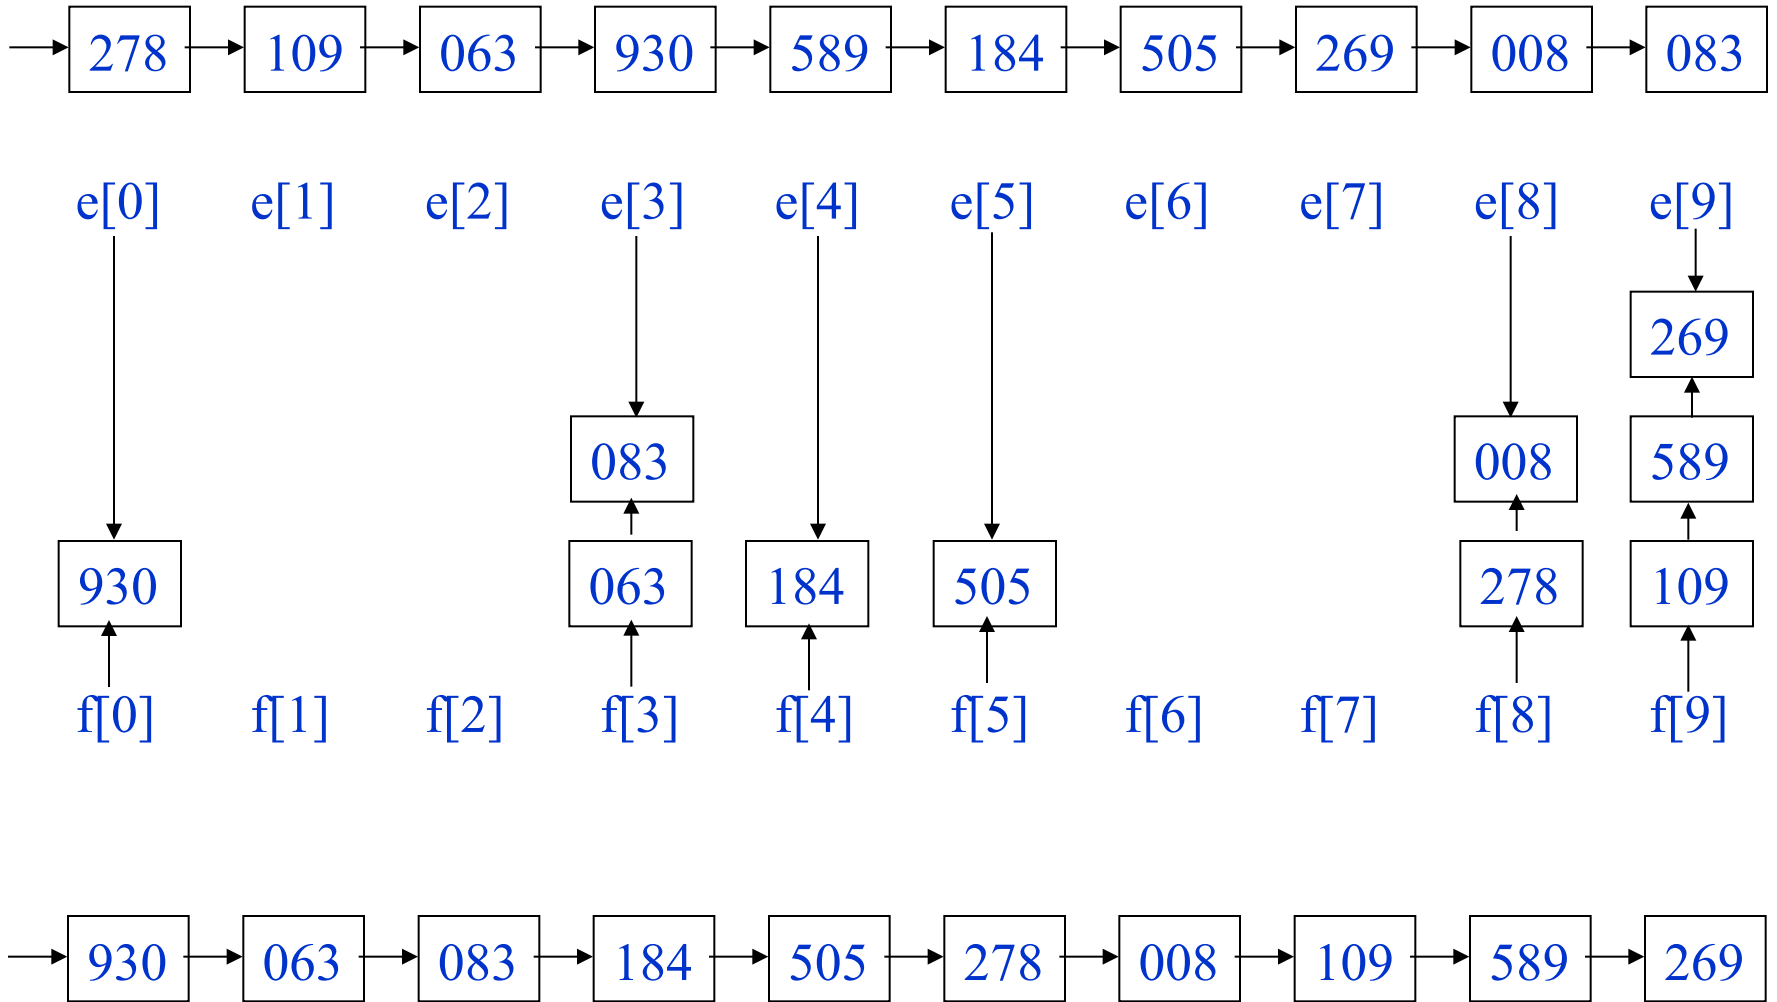 278 109 063 930 589 184 505 269 008 083
e[0] e[1] e[2] e[3] e[4] e[5] e[6] e[7] e[8] e[9]
269
083 008 589
930 063 184 505 278 109
f[0] f[1] f[2] f[3] f[4] f[5] f[6] f[7] f[8] f[9]
930 063 083 184 505 278 008 109 589 269